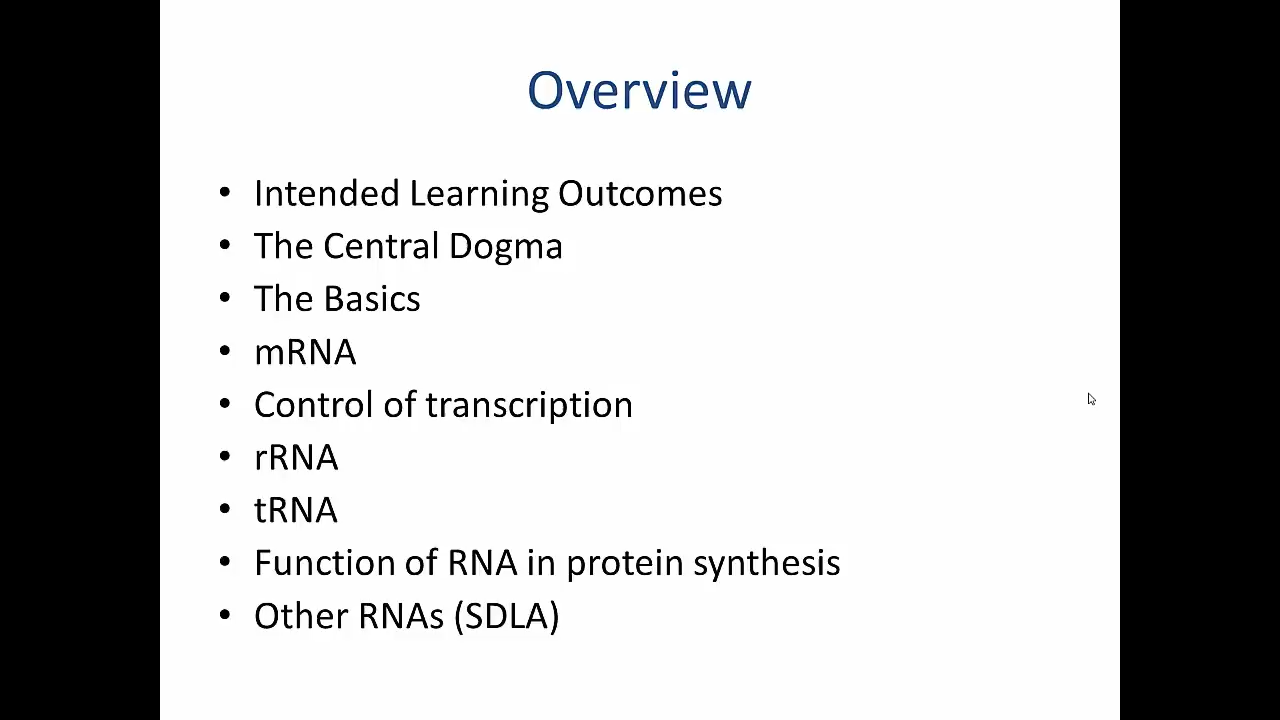 Overview
• Intended Learning Outcomes
• The Central Dogma
• The Basics
• mRNA
• Control of transcription
• rRNA
• tRNA
• Function of RNA in protein synthesis
• Other RNAs (SDLA)